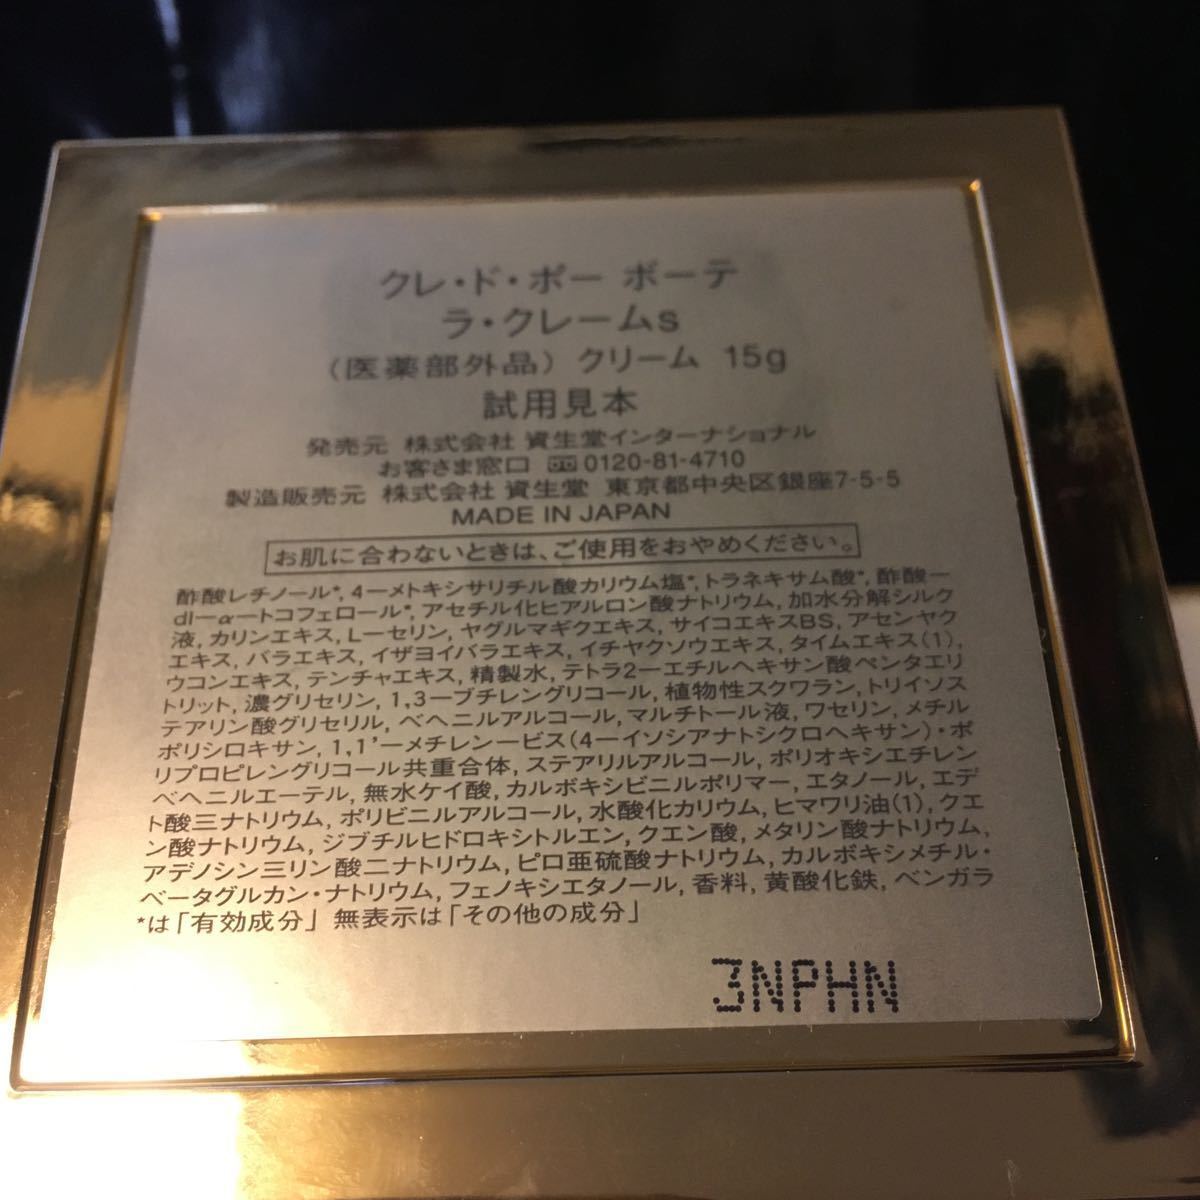 クレ・ド・ポー ボーテ
ラ・クレームs
(医薬部外品) クリーム 15g
試用見本
発売元 株式会社 資生堂インターナショナル
お客さま窓口 0120-81-4710
製造販売元 株式会社 資生堂 東京都中央区銀座7-5-5
MADE IN JAPAN
お肌に合わないときは、ご使用をおやめください。
酢酸レチノール*, 4ーメトキシサリチル酸カリウム塩*, トラネキサム酸*, 酢酸ー
dlーαートコフェロール*, アセチル化ヒアルロン酸ナトリウム, 加水分解シルク
液, カリンエキス, Lーセリン, ヤグルマギクエキス, サイコエキスBS, アセンヤク
エキス, バラエキス, イザヨイバラエキス, イチヤクソウエキス, タイムエキス(1),
ウコンエキス, テンチャエキス, 精製水, テトラ2ーエチルヘキサン酸ペンタエリ
トリット, 濃グリセリン, 1,3ーブチレングリコール, 植物性スクワラン, トリイソス
テアリン酸グリセリル, ベヘニルアルコール, マルチトール液, ワセリン, メチル
ポリシロキサン, 1,1'ーメチレンービス(4ーイソシアナトシクロヘキサン)・ポ
リプロピレングリコール共重合体, ステアリルアルコール, ポリオキシエチレン
ベヘニルエーテル, 無水ケイ酸, カルボキシビニルポリマー, エタノール, エデ
ト酸三ナトリウム, ポリビニルアルコール, 水酸化カリウム, ヒマワリ油(1), クエ
ン酸ナトリウム, ジブチルヒドロキシトルエン, クエン酸, メタリン酸ナトリウム,
アデノシン三リン酸二ナトリウム, ピロ亜硫酸ナトリウム, カルボキシメチル・
ベータグルカン・ナトリウム, フェノキシエタノール, 香料, 黄酸化鉄, ベンガラ
*は「有効成分」 無表示は「その他の成分」
3NPHN